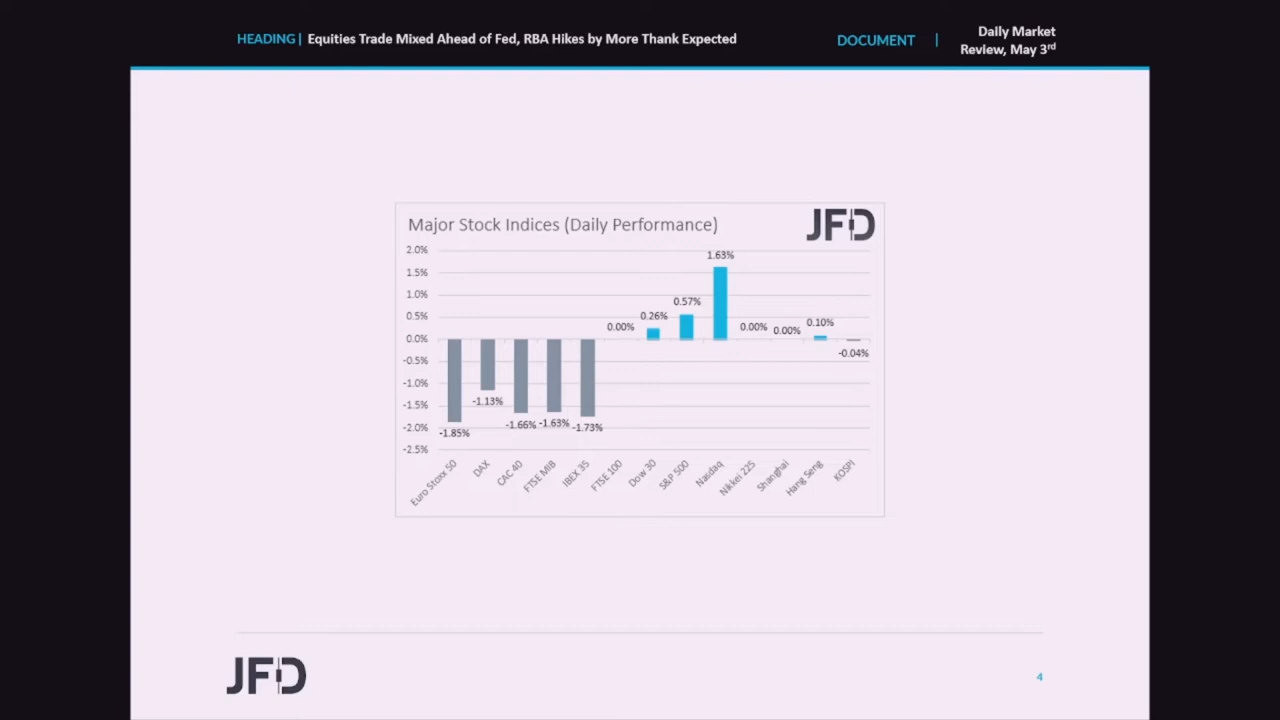 HEADING| Equities Trade Mixed Ahead of Fed, RBA Hikes by More Thank Expected
DOCUMENT |
Daily Market
Review, May 3rd
Major Stock Indices (Daily Performance)
JFD
2.0%
1.5%
1.0%
0.5%
0.0%
-0.5%
-1.0%
-1.5%
-2.0%
-2.5%
-1.85%
-1.13%
-1.66%
-1.63%
-1.73%
0.00%
0.26%
0.57%
1.63%
0.00%
0.00%
0.10%
-0.04%
Euro Stoxx 50
DAX
CAC 40
FTSE MIB
IBEX 35
FTSE 100
Dow 30
S&P 500
Nasdaq
Nikkei 225
Shanghai
Hang Seng
KOSPI
JFD
4